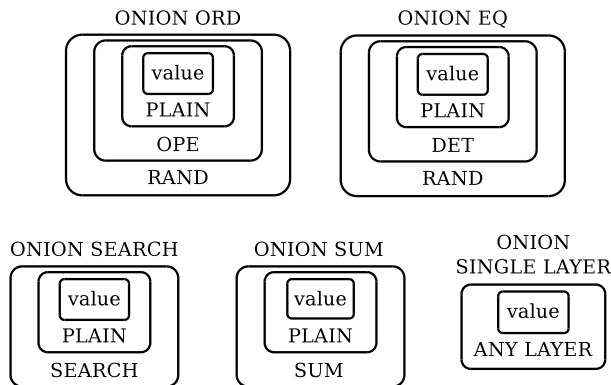 ONION ORD
value
PLAIN
OPE
RAND
ONION EQ
value
PLAIN
DET
RAND
ONION SEARCH
value
PLAIN
SEARCH
ONION SUM
value
PLAIN
SUM
ONION
SINGLE LAYER
value
ANY LAYER